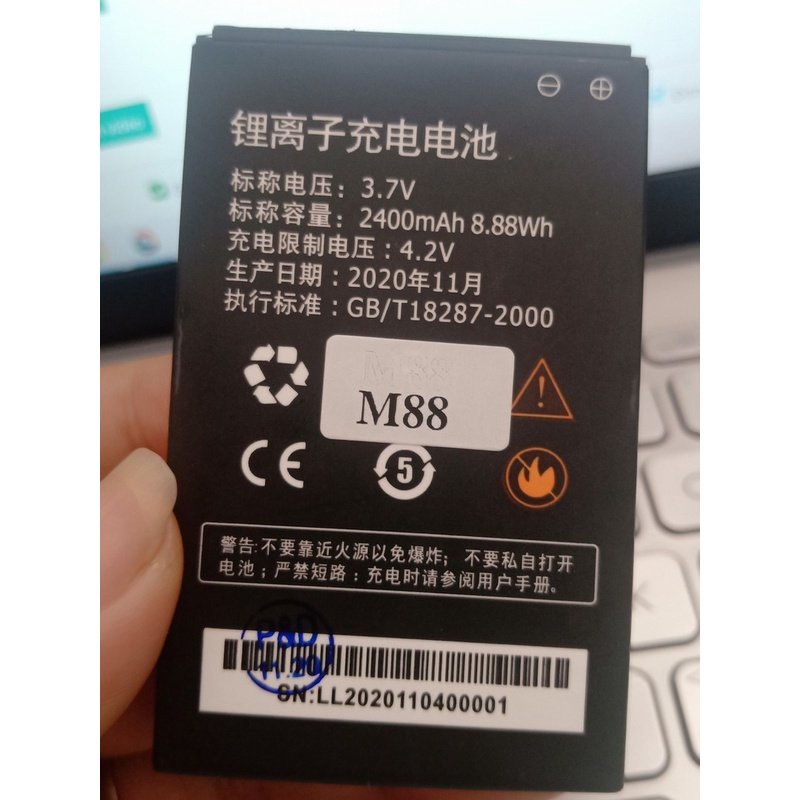 锂离子充电电池
标称电压：3.7V
标称容量：2400mAh 8.88Wh
充电限制电压：4.2V
生产日期：2020年11月
执行标准：GB/T18287-2000
M88
M88
CE
5
警告:不要靠近火源以免爆炸；不要私自打开
电池；严禁短路：充电时请参阅用户手册。
P&D
11.20
SN:LL2020110400001